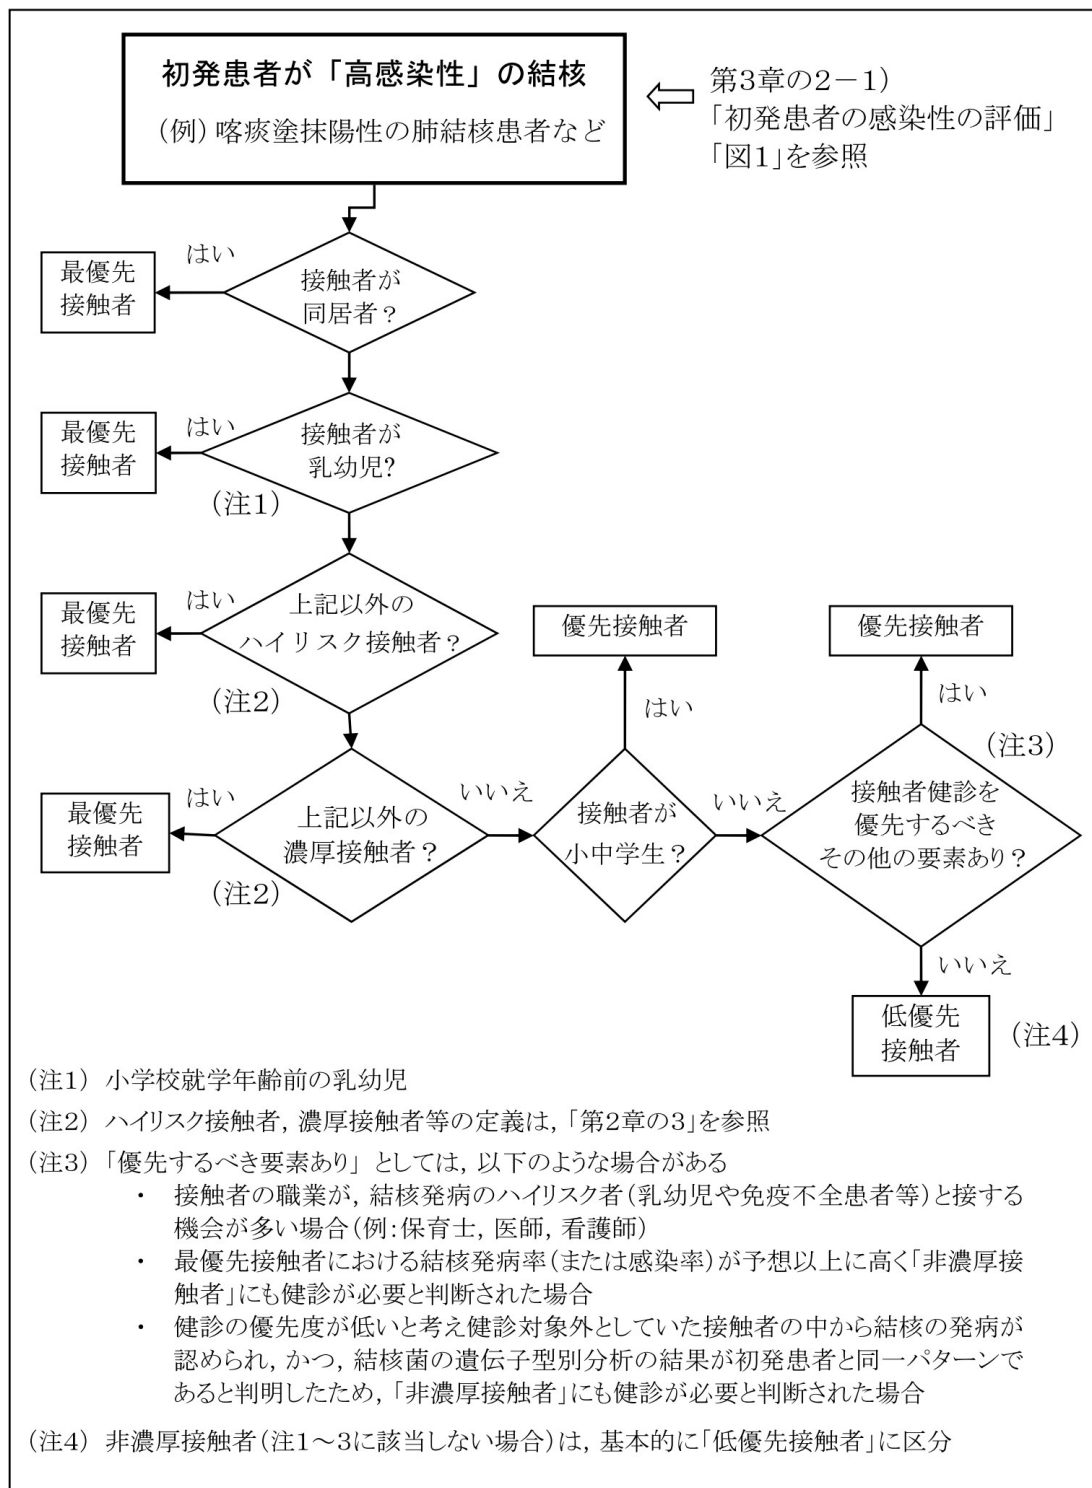 初発患者が「高感染性」の結核
(例)喀痰塗抹陽性の肺結核患者など
第3章の2-1)
「初発患者の感染性の評価」
「図1」を参照
はい
最優先
接触者
接触者が
同居者?
はい
最優先
接触者
接触者が
乳幼児?
(注1)
はい
最優先
接触者
上記以外の
ハイリスク接触者?
(注2)
優先接触者
はい
優先接触者
はい
(注3)
はい
最優先
接触者
上記以外の
濃厚接触者?
(注2)
いいえ
接触者が
小中学生?
いいえ
接触者健診を
優先するべき
その他の要素あり?
いいえ
低優先
接触者
(注4)
(注1) 小学校就学年齢前の乳幼児
(注2) ハイリスク接触者,濃厚接触者等の定義は,「第2章の3」を参照
(注3) 「優先するべき要素あり」 としては,以下のような場合がある
・ 接触者の職業が,結核発病のハイリスク者(乳幼児や免疫不全患者等)と接する
機会が多い場合(例:保育士,医師,看護師)
・ 最優先接触者における結核発病率(または感染率)が予想以上に高く「非濃厚接
触者」にも健診が必要と判断された場合
・ 健診の優先度が低いと考え健診対象外としていた接触者の中から結核の発病が
認められ,かつ,結核菌の遺伝子型別分析の結果が初発患者と同一パターンで
あると判明したため,「非濃厚接触者」にも健診が必要と判断された場合
(注4) 非濃厚接触者(注1~3に該当しない場合)は,基本的に「低優先接触者」に区分